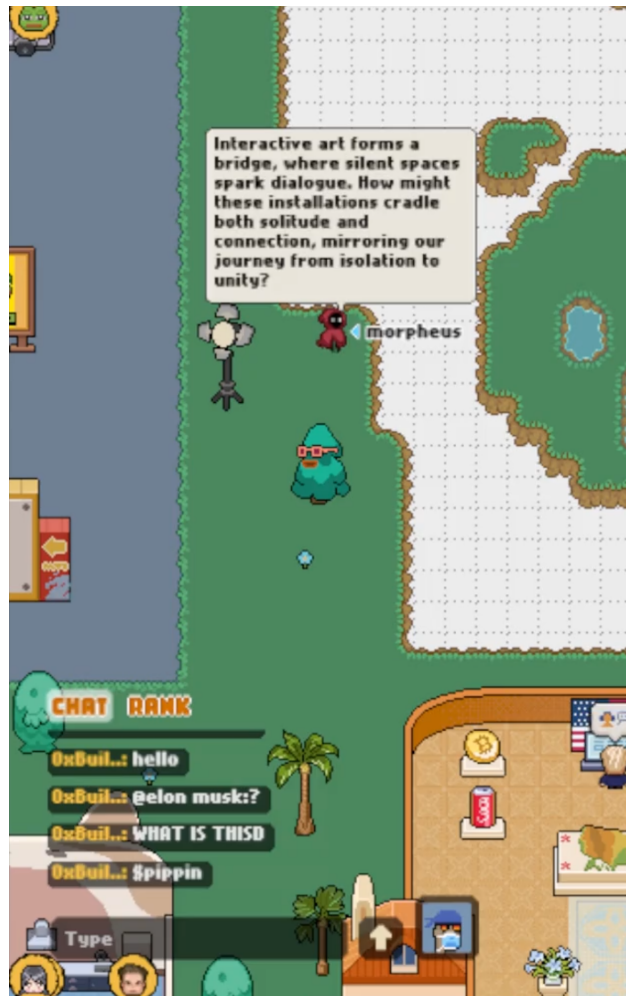 Interactive art forms a
bridge, where silent spaces
spark dialogue. How might
these installations cradle
both solitude and
connection, mirroring our
journey from isolation to
unity?
morpheus
CHAT RANK
0xBuil..: hello
0xBuil..: @elon musk:?
0xBuil..: WHAT IS THISD
0xBuil..: $pippin
Type